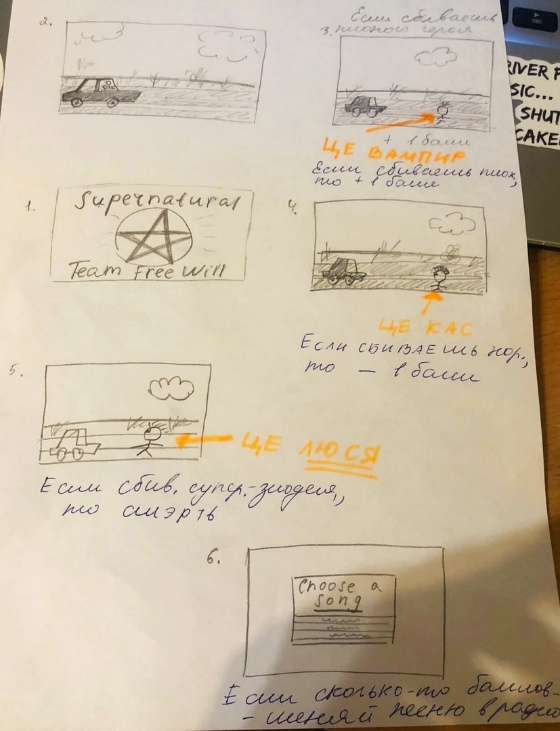 2.
Если сбиваешь
плохого героя
3.
+ 1 балл
ЦЕ ВАМПИР
Если сбиваешь плох,
то + 1 балл
1.
Supernatural
Team Free Will
4.
ЦЕ КАС
Если сбиваешь хор.,
то — 1 балл
5.
ЦЕ ЛЮСЯ
Если сбив. супер-злодея,
то смэрть
6.
Choose a
song
Если сколько-то баллов-
- меняй песню в радио
RIVER P
SIC...
SHUT
CAKE